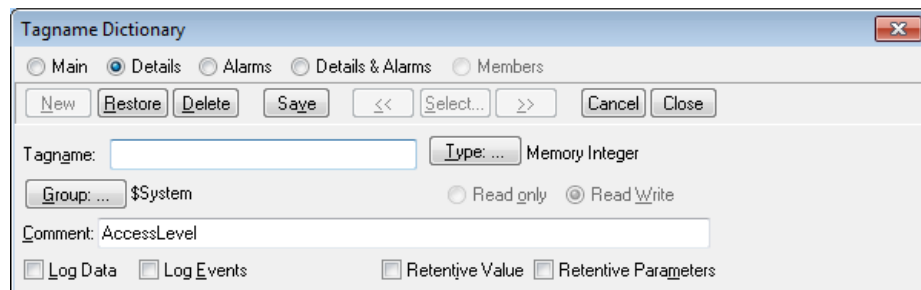 Tagname Dictionary
Main Details Alarms Details & Alarms Members
New Restore Delete Save << Select... >> Cancel Close
Tagname: Type: ... Memory Integer
Group: ... $System Read only Read Write
Comment: AccessLevel
Log Data Log Events Retentive Value Retentive Parameters